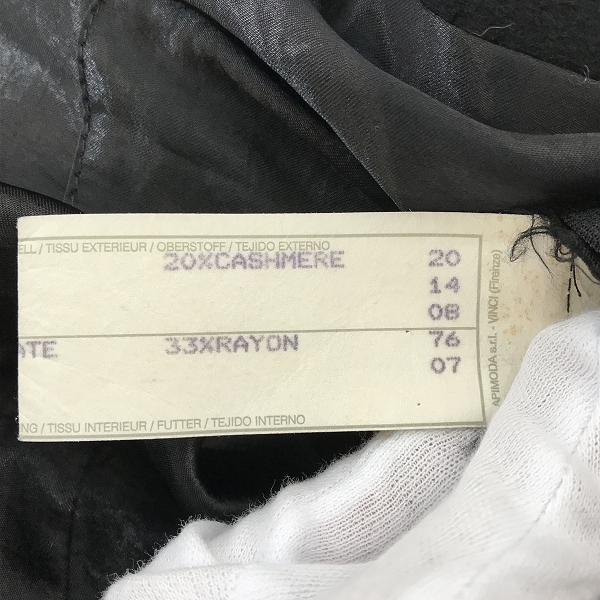 ELL / TISSU EXTERIEUR / OBERSTOFF / TEJIDO EXTERNO
20%CASHMERE 20
14
08
ATE 33%RAYON 76
07
NG / TISSU INTERIEUR / FUTTER / TEJIDO INTERNO
APIMODA s.r.l. - VINCI (Firenze)